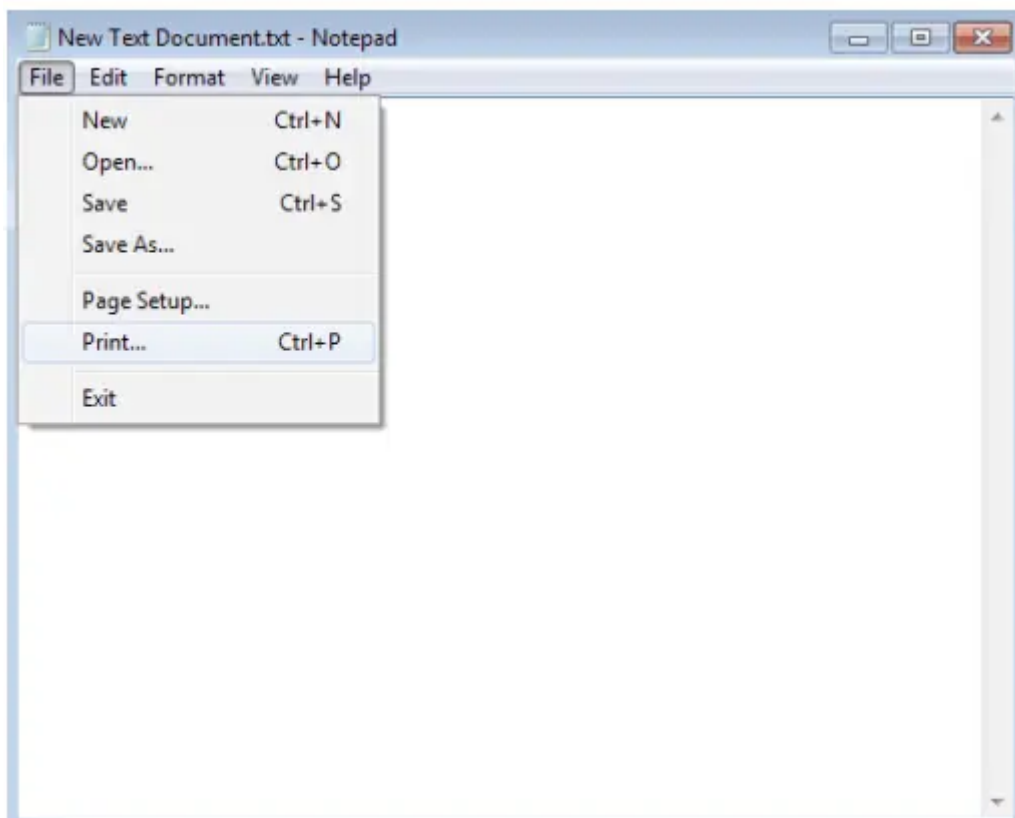 New Text Document.txt - Notepad
File Edit Format View Help
New Ctrl+N
Open... Ctrl+O
Save Ctrl+S
Save As...
Page Setup...
Print... Ctrl+P
Exit